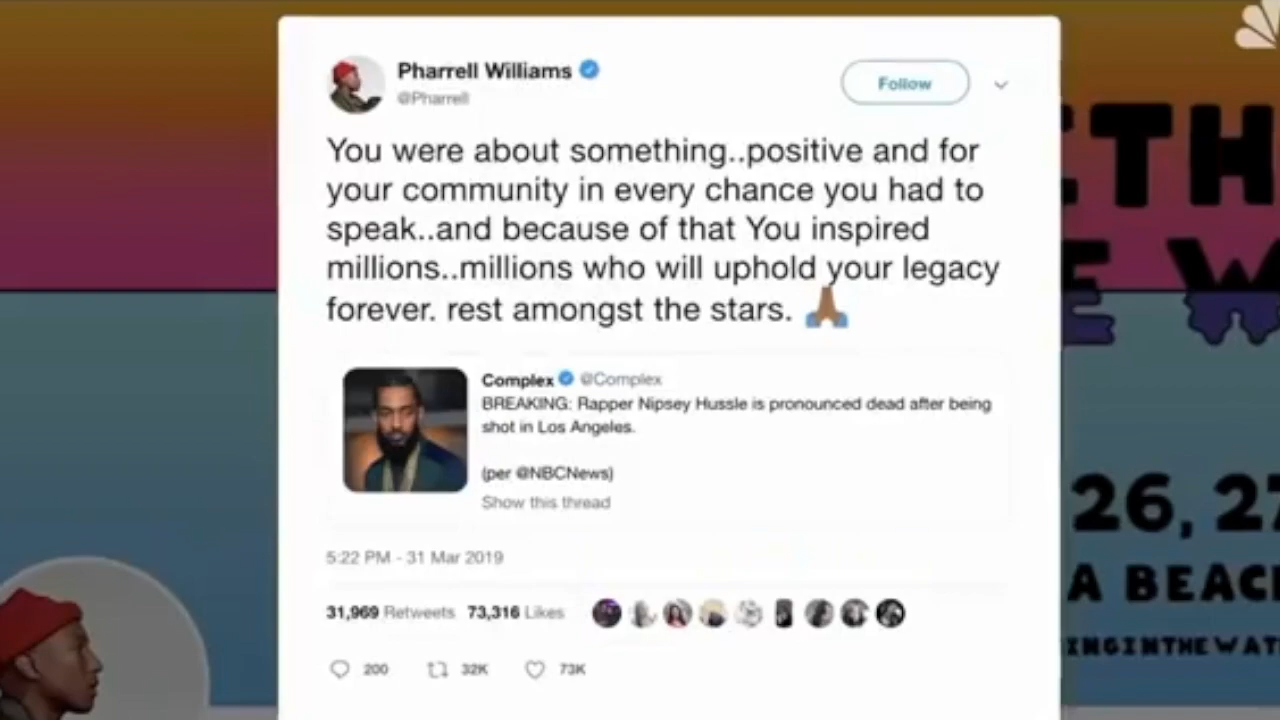 Pharrell Williams
@Pharrell
Follow
You were about something..positive and for
your community in every chance you had to
speak..and because of that You inspired
millions..millions who will uphold your legacy
forever. rest amongst the stars.
Complex @Complex
BREAKING: Rapper Nipsey Hussle is pronounced dead after being
shot in Los Angeles.
(per @NBCNews)
Show this thread
5:22 PM - 31 Mar 2019
31,969 Retweets 73,316 Likes
200 32K 73K
ETH
E W
26, 27
A BEACH
INGINTHEWAT